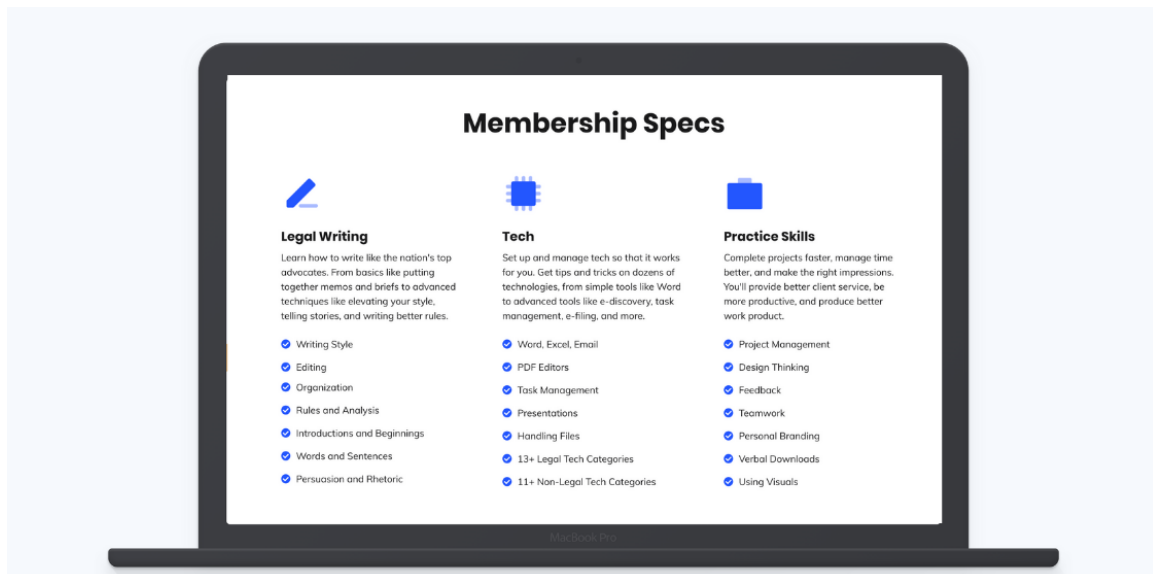 Membership Specs
Legal Writing
Learn how to write like the nation's top
advocates. From basics like putting
together memos and briefs to advanced
techniques like elevating your style,
telling stories, and writing better rules.
Writing Style
Editing
Organization
Rules and Analysis
Introductions and Beginnings
Words and Sentences
Persuasion and Rhetoric
Tech
Set up and manage tech so that it works
for you. Get tips and tricks on dozens of
technologies, from simple tools like Word
to advanced tools like e-discovery, task
management, e-filing, and more.
Word, Excel, Email
PDF Editors
Task Management
Presentations
Handling Files
13+ Legal Tech Categories
11+ Non-Legal Tech Categories
Practice Skills
Complete projects faster, manage time
better, and make the right impressions.
You'll provide better client service, be
more productive, and produce better
work product.
Project Management
Design Thinking
Feedback
Teamwork
Personal Branding
Verbal Downloads
Using Visuals
MacBook Pro